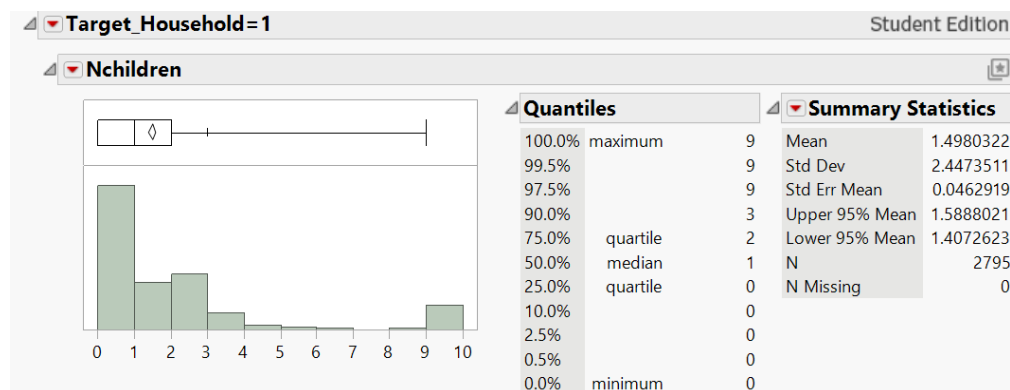 Target_Household=1 Student Edition
Nchildren
Quantiles
100.0% maximum 9
99.5% 9
97.5% 9
90.0% 3
75.0% quartile 2
50.0% median 1
25.0% quartile 0
10.0% 0
2.5% 0
0.5% 0
0.0% minimum 0
Summary Statistics
Mean 1.4980322
Std Dev 2.4473511
Std Err Mean 0.0462919
Upper 95% Mean 1.5888021
Lower 95% Mean 1.4072623
N 2795
N Missing 0
0 1 2 3 4 5 6 7 8 9 10